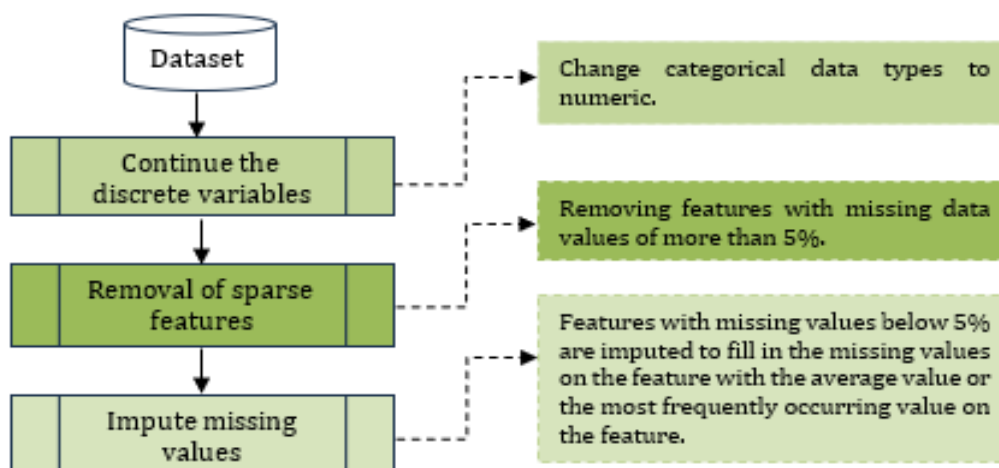 Dataset
Change categorical data types to
numeric.
Continue the
discrete variables
Removing features with missing data
values of more than 5%.
Removal of sparse
features
Features with missing values below 5%
are imputed to fill in the missing values
on the feature with the average value or
the most frequently occurring value on
the feature.
Impute missing
values